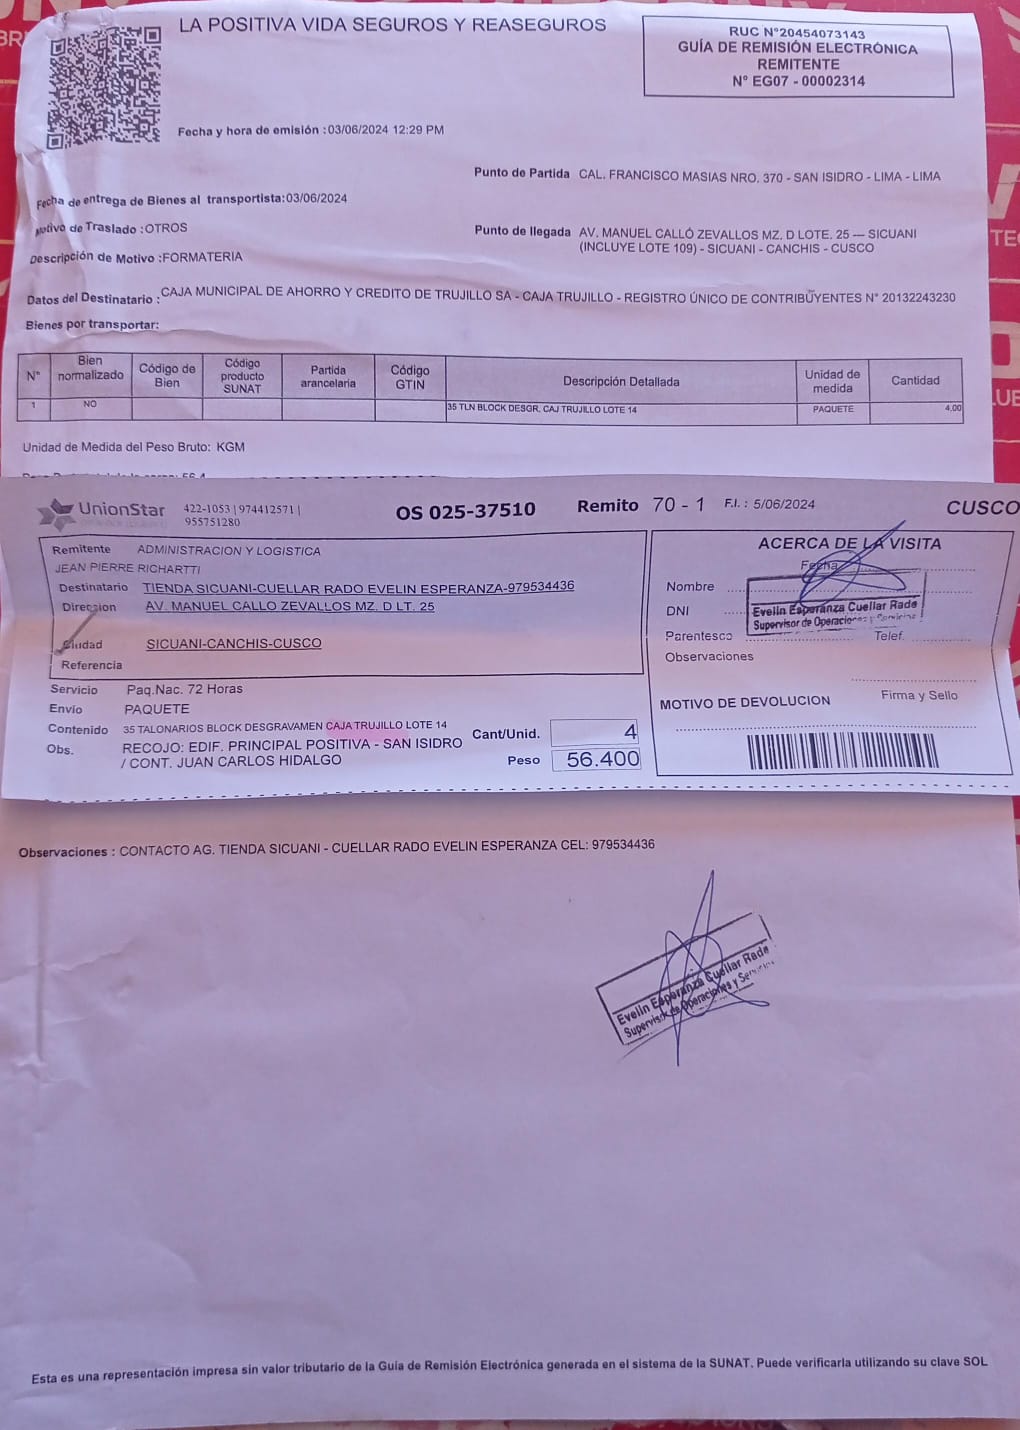 LA POSITIVA VIDA SEGUROS Y REASEGUROS
RUC N°20454073143
GUÍA DE REMISIÓN ELECTRÓNICA
REMITENTE
N° EG07 - 00002314
Fecha y hora de emisión :03/06/2024 12:29 PM
Punto de Partida CAL. FRANCISCO MASIAS NRO. 370 - SAN ISIDRO - LIMA - LIMA
Fecha de entrega de Bienes al transportista:03/06/2024
Motivo de Traslado :OTROS
Punto de llegada AV. MANUEL CALLÓ ZEVALLOS MZ. D LOTE. 25 — SICUANI
(INCLUYE LOTE 109) - SICUANI - CANCHIS - CUSCO
Descripción de Motivo :FORMATERIA
Datos del Destinatario :CAJA MUNICIPAL DE AHORRO Y CREDITO DE TRUJILLO SA - CAJA TRUJILLO - REGISTRO ÚNICO DE CONTRIBUYENTES N° 20132243230
Bienes por transportar:
N° Bien normalizado Código de Bien Código producto SUNAT Partida arancelaria Código GTIN Descripción Detallada Unidad de medida Cantidad
1 NO 35 TLN BLOCK DESGR. CAJ TRUJILLO LOTE 14 PAQUETE 4.00
Unidad de Medida del Peso Bruto: KGM
UnionStar 422-1053 | 974412571 |
955751280
OS 025-37510 Remito 70 - 1 F.I. : 5/06/2024 CUSCO
Remitente ADMINISTRACION Y LOGISTICA
JEAN PIERRE RICHARTTI
Destinatario TIENDA SICUANI-CUELLAR RADO EVELIN ESPERANZA-979534436
Direccion AV. MANUEL CALLO ZEVALLOS MZ. D LT. 25
Ciudad SICUANI-CANCHIS-CUSCO
Referencia
Servicio Paq.Nac. 72 Horas
Envio PAQUETE
Contenido 35 TALONARIOS BLOCK DESGRAVAMEN CAJA TRUJILLO LOTE 14
Obs. RECOJO: EDIF. PRINCIPAL POSITIVA - SAN ISIDRO
/ CONT. JUAN CARLOS HIDALGO
Cant/Unid. 4
Peso 56.400
ACERCA DE LA VISITA
Fecha
Nombre
DNI
Evelin Esperanza Cuellar Rado
Supervisor de Operaciones y Servicios
Parentesco Telef.
Observaciones
Firma y Sello
MOTIVO DE DEVOLUCION
Observaciones : CONTACTO AG. TIENDA SICUANI - CUELLAR RADO EVELIN ESPERANZA CEL: 979534436
Evelin Esperanza Cuellar Rado
Supervisor de Operaciones y Servicios
Esta es una representación impresa sin valor tributario de la Guia de Remisión Electrónica generada en el sistema de la SUNAT. Puede verificarla utilizando su clave SOL